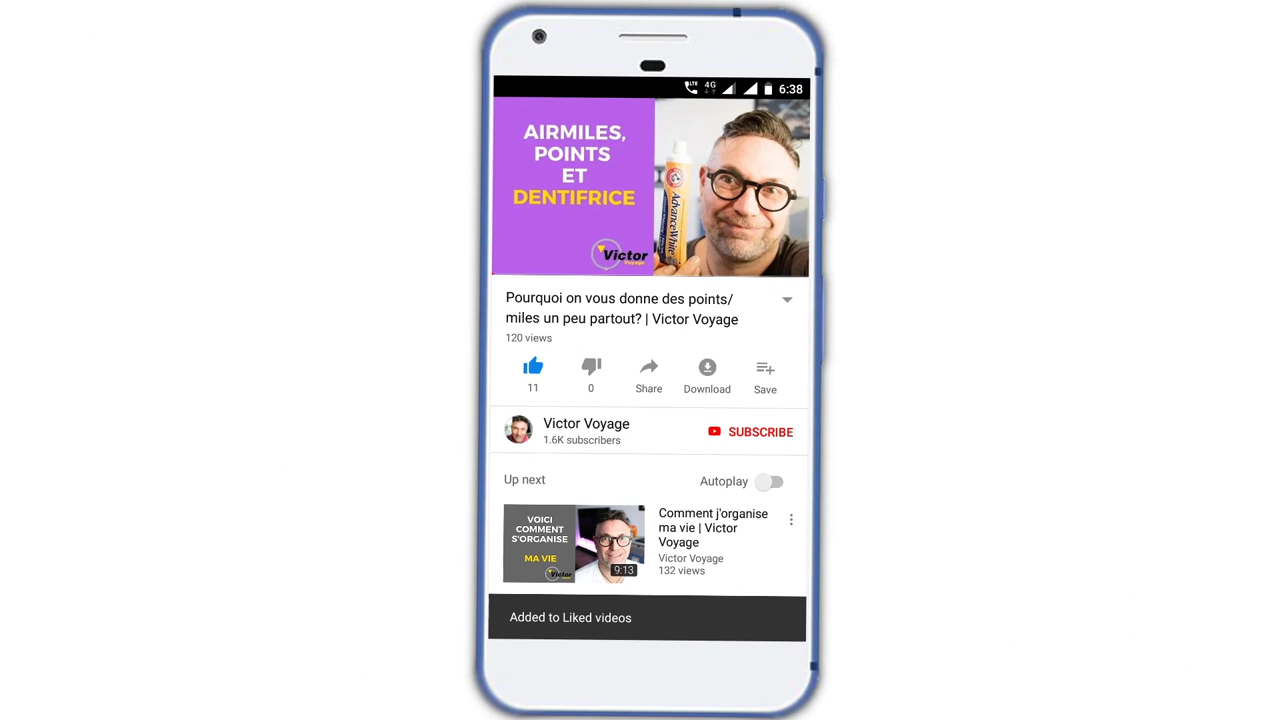 LTE 4G 6:38
AIRMILES,
POINTS
ET
DENTIFRICE
Victor
Voyage
AdvanceWhite
Pourquoi on vous donne des points/
miles un peu partout? | Victor Voyage
120 views
11 0 Share Download Save
Victor Voyage
1.6K subscribers
SUBSCRIBE
Up next
Autoplay
VOICI
COMMENT
S'ORGANISE
MA VIE
Victor
9:13
Comment j'organise
ma vie | Victor
Voyage
Victor Voyage
132 views
Added to Liked videos